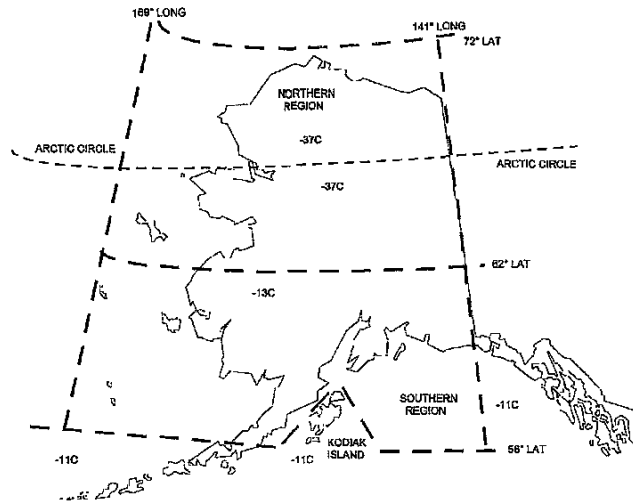 169° LONG
141° LONG
72° LAT
NORTHERN
REGION
-37C
ARCTIC CIRCLE
ARCTIC CIRCLE
-37C
62° LAT
-13C
SOUTHERN
REGION
-11C
KODIAK
ISLAND
-11C
-11C
56° LAT